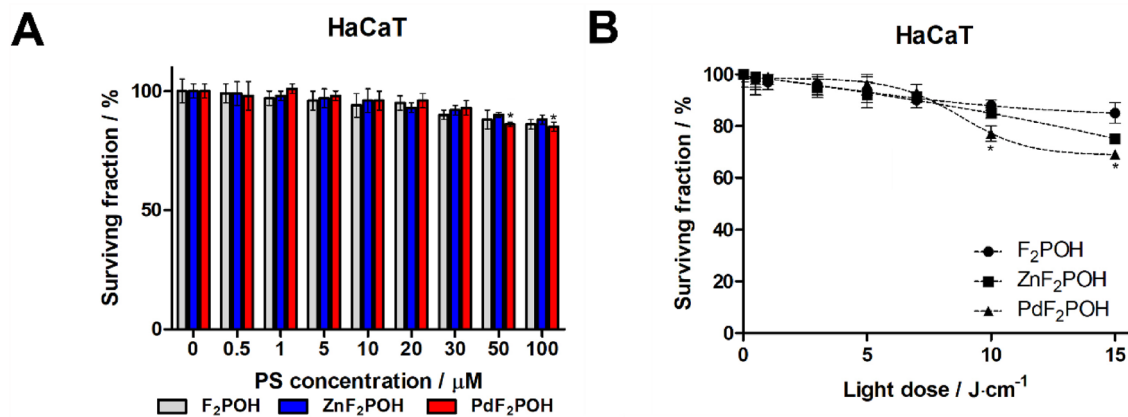 A
HaCaT
Surviving fraction / %
100
50
0
* *
0 0.5 1 5 10 20 30 50 100
PS concentration / μM
F₂POH ZnF₂POH PdF₂POH
B
HaCaT
Survivng fraction / %
100
80
60
40
20
0
*
*
F₂POH
ZnF₂POH
PdF₂POH
0 5 10 15
Light dose / J·cm⁻¹